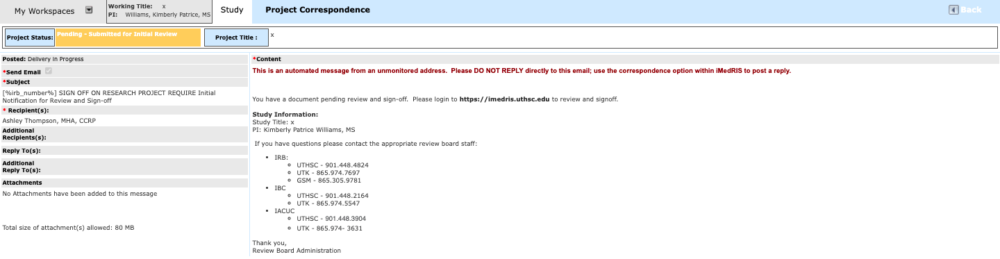 My Workspaces
Working Title: x
PI: Williams, Kimberly Patrice, MS
Study
Project Correspondence
Back
Project Status:
Pending - Submitted for Initial Review
Project Title :
x
Posted: Delivery In Progress
*Send Email
*Subject
[%irb_number%] SIGN OFF ON RESEARCH PROJECT REQUIRE Initial
Notification for Review and Sign-off
* Recipient(s):
Ashley Thompson, MHA, CCRP
Additional
Recipients(s):
Reply To(s):
Additional
Reply To(s):
Attachments
No Attachments have been added to this message
Total size of attachment(s) allowed: 80 MB
*Content
This is an automated message from an unmonitored address.  Please DO NOT REPLY directly to this email; use the correspondence option within iMedRIS to post a reply.
You have a document pending review and sign-off.  Please login to https://imedris.uthsc.edu to review and signoff.
Study Information:
Study Title: x
PI: Kimberly Patrice Williams, MS
If you have questions please contact the appropriate review board staff:
• IRB:
∘ UTHSC - 901.448.4824
∘ UTK - 865.974.7697
∘ GSM - 865.305.9781
• IBC
∘ UTHSC - 901.448.2164
∘ UTK - 865.974.5547
• IACUC
∘ UTHSC - 901.448.3904
∘ UTK - 865.974- 3631
Thank you,
Review Board Administration